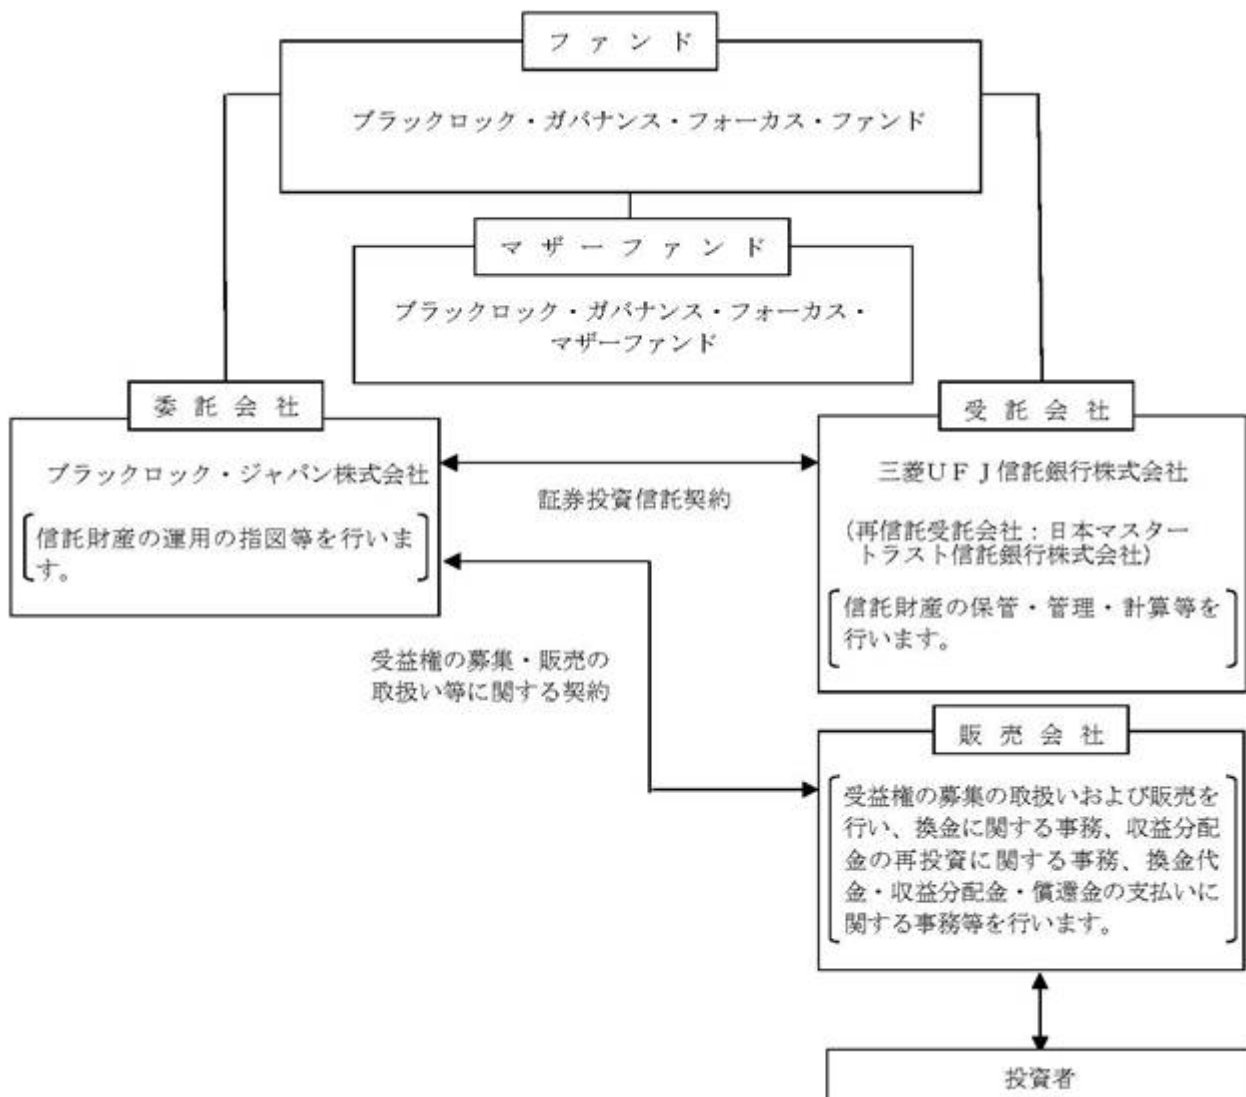 ファンド
ブラックロック・ガバナンス・フォーカス・ファンド
マザーファンド
ブラックロック・ガバナンス・フォーカス・
マザーファンド
委託会社
ブラックロック・ジャパン株式会社
信託財産の運用の指図等を行いま
す。
証券投資信託契約
受託会社
三菱UFJ信託銀行株式会社
(再信託受託会社:日本マスター
トラスト信託銀行株式会社)
信託財産の保管・管理・計算等を
行います。
受益権の募集・販売の
取扱い等に関する契約
販売会社
受益権の募集の取扱いおよび販売を
行い、換金に関する事務、収益分配
金の再投資に関する事務、換金代
金・収益分配金・償還金の支払いに
関する事務等を行います。
投資者